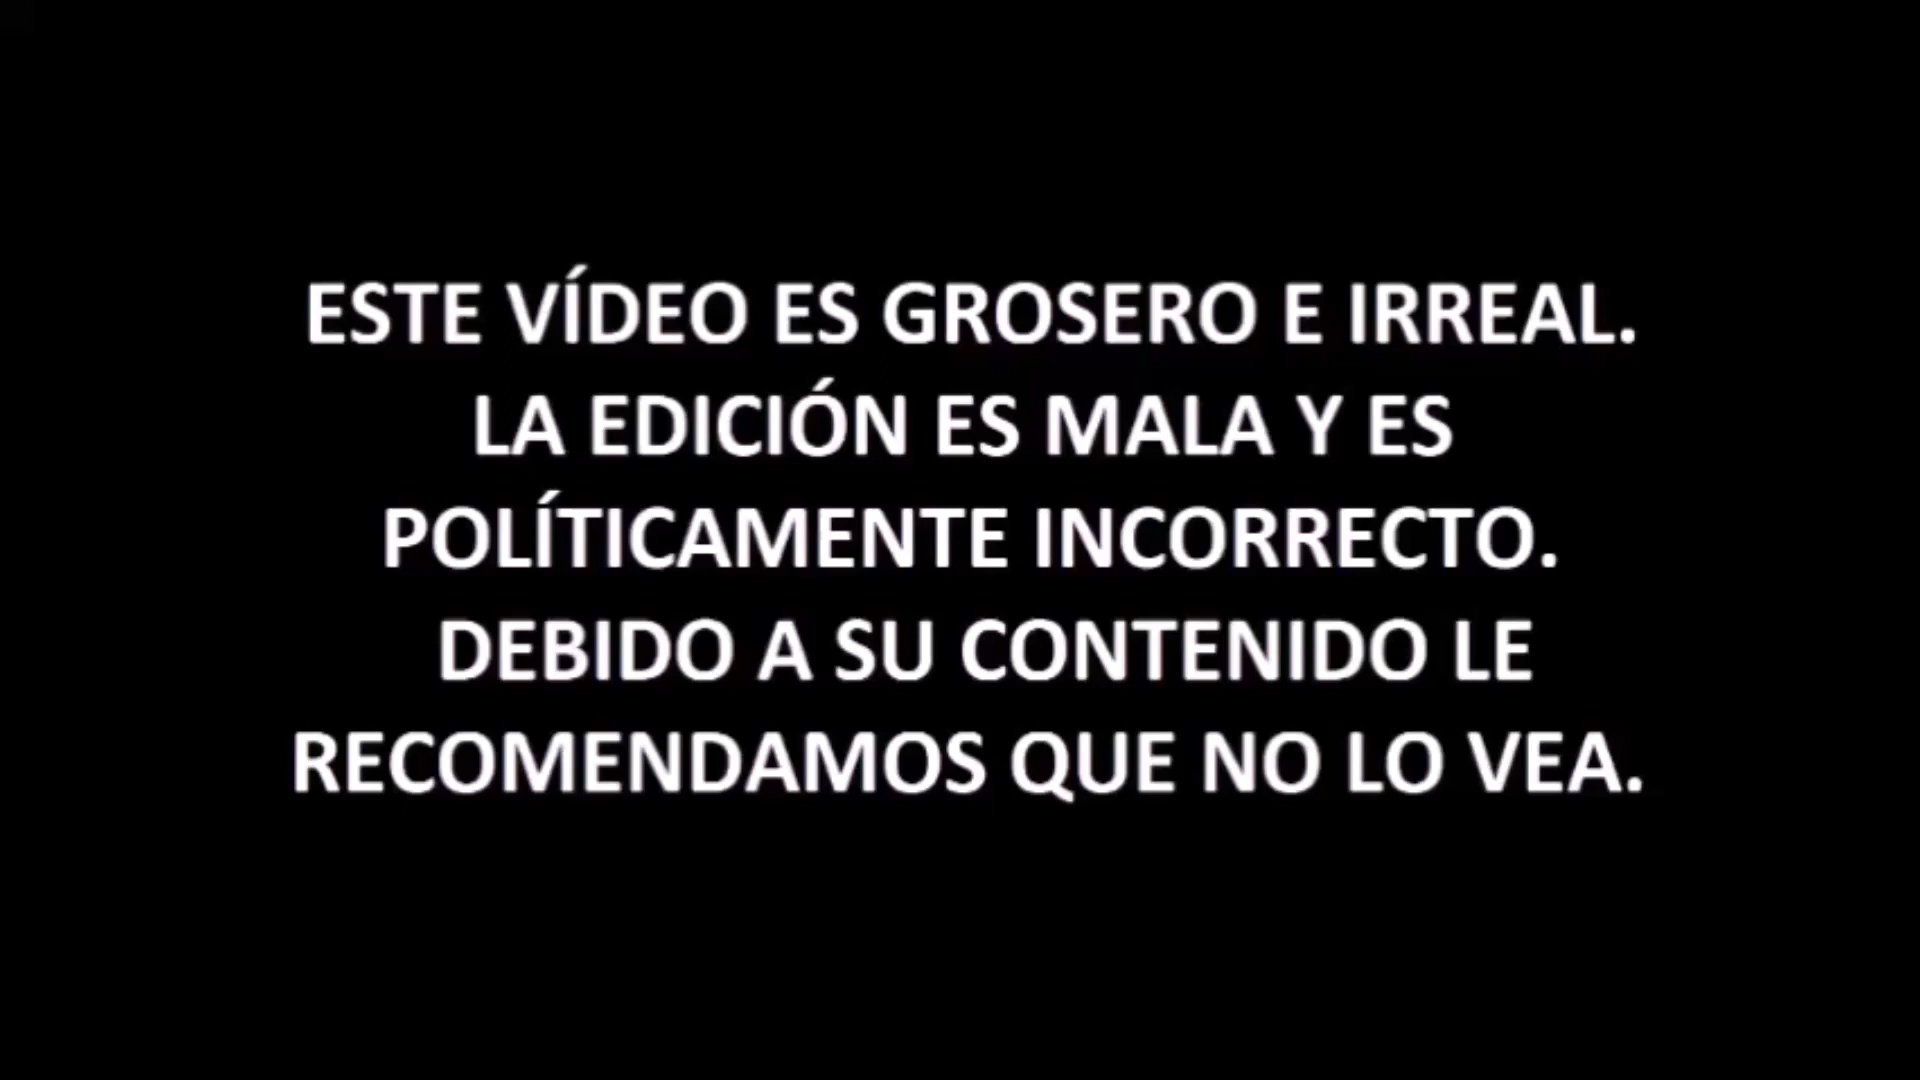 ESTE VÍDEO ES GROSERO E IRREAL.
LA EDICIÓN ES MALA Y ES
POLÍTICAMENTE INCORRECTO.
DEBIDO A SU CONTENIDO LE
RECOMENDAMOS QUE NO LO VEA.